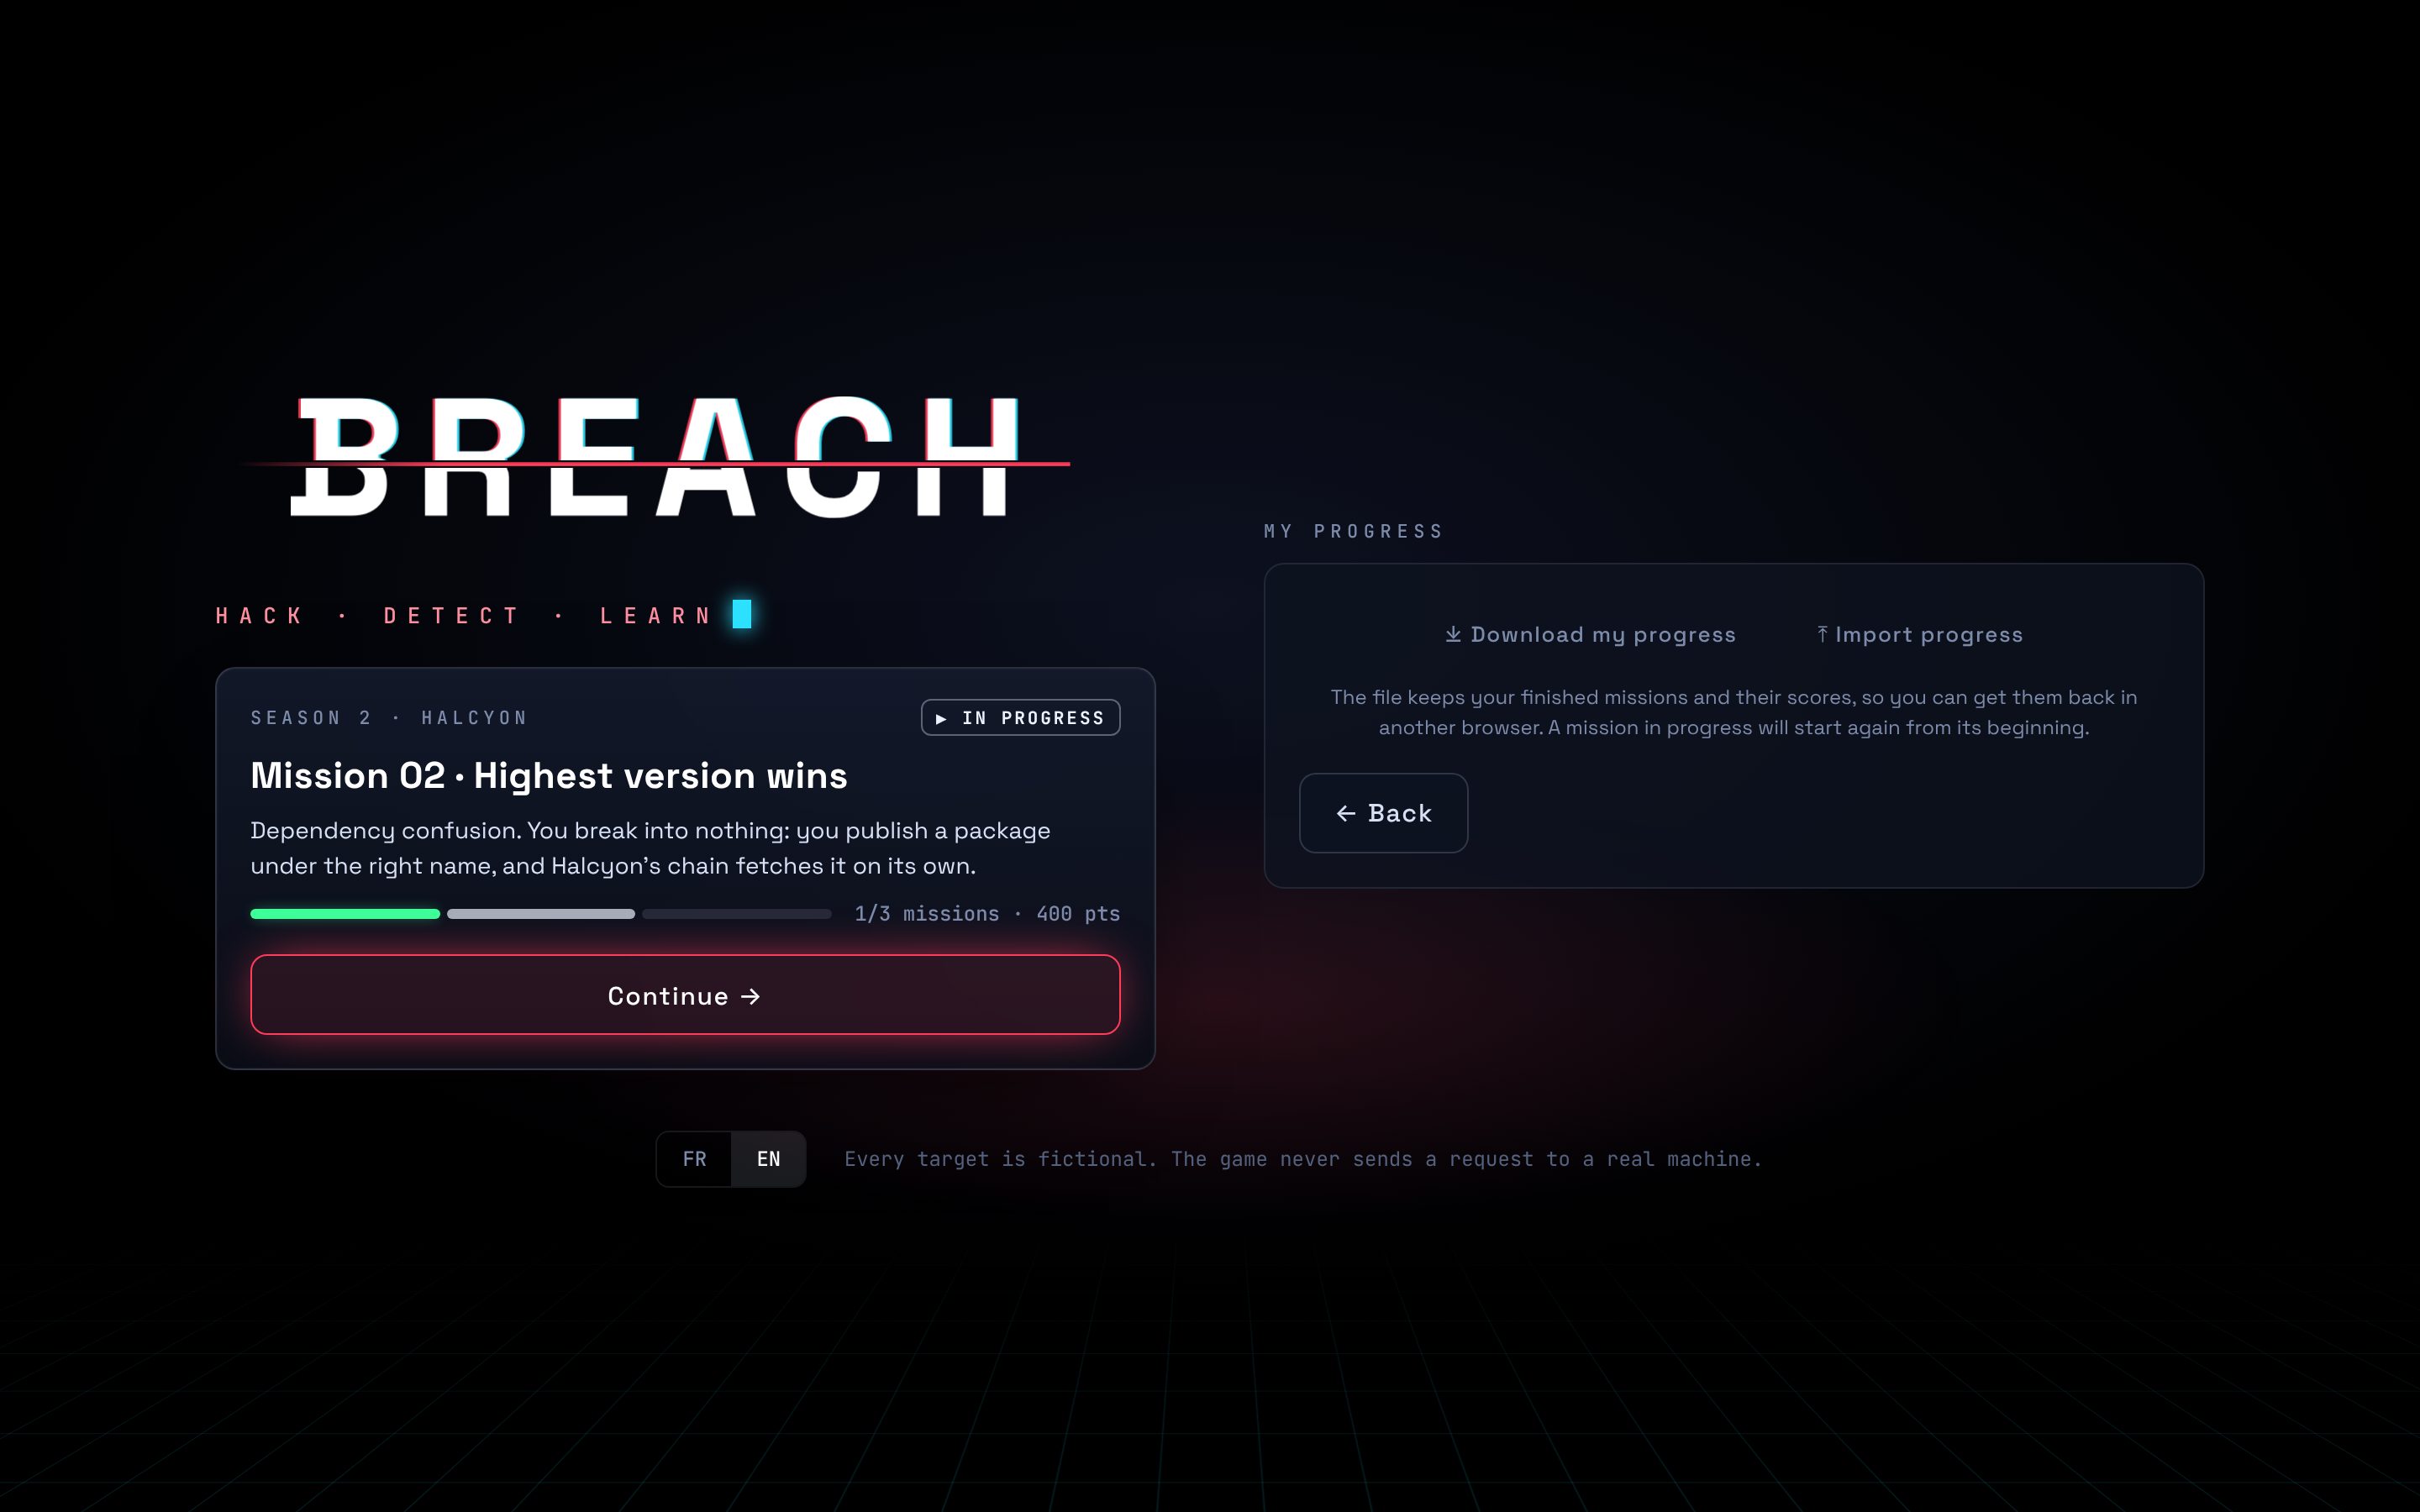 BREACH
HACK · DETECT · LEARN
SEASON 2 · HALCYON
▶ IN PROGRESS
Mission 02 · Highest version wins
Dependency confusion. You break into nothing: you publish a package
under the right name, and Halcyon's chain fetches it on its own.
1/3 missions · 400 pts
Continue →
MY PROGRESS
Download my progress
Import progress
The file keeps your finished missions and their scores, so you can get them back in
another browser. A mission in progress will start again from its beginning.
← Back
FR EN
Every target is fictional. The game never sends a request to a real machine.